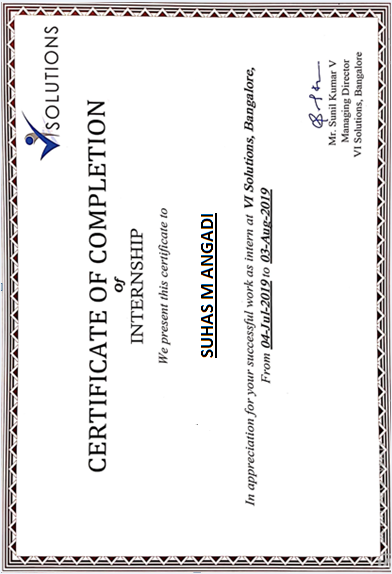 VI SOLUTIONS
CERTIFICATE OF COMPLETION
of
INTERNSHIP
We present this certificate to
SUHAS M ANGADI
In appreciation for your successful work as intern at VI Solutions, Bangalore,
From 04-Jul-2019 to 03-Aug-2019
Mr. Sunil Kumar V
Managing Director
VI Solutions, Bangalore